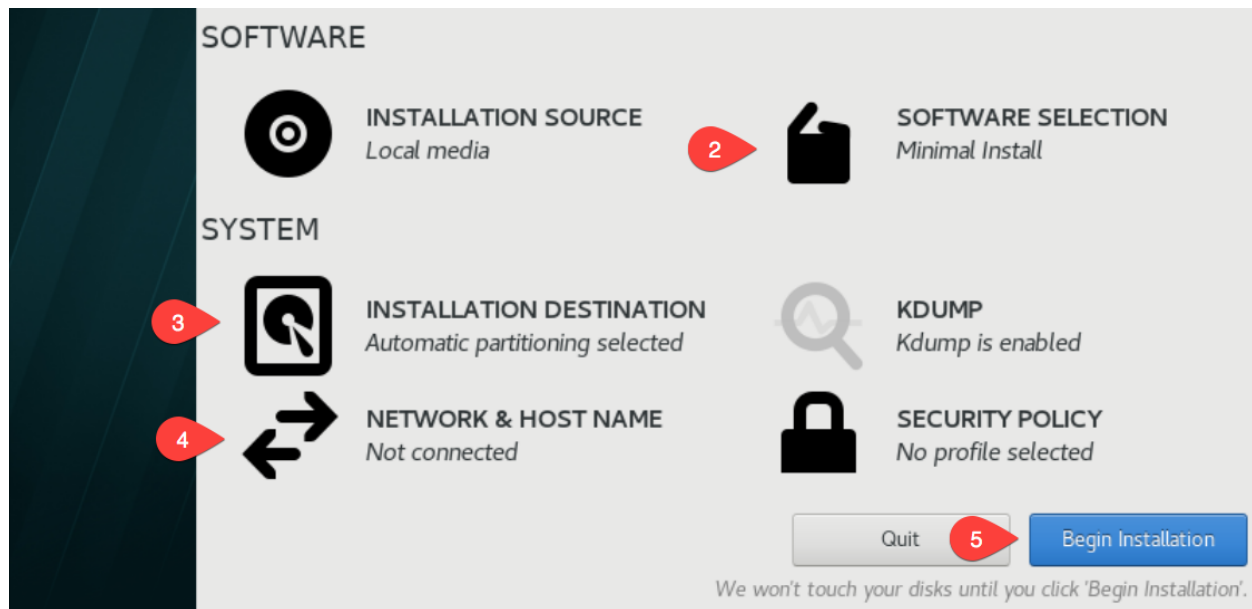 SOFTWARE
INSTALLATION SOURCE
Local media
2
SOFTWARE SELECTION
Minimal Install
SYSTEM
3
INSTALLATION DESTINATION
Automatic partitioning selected
KDUMP
Kdump is enabled
4
NETWORK & HOST NAME
Not connected
SECURITY POLICY
No profile selected
Quit
5
Begin Installation
We won't touch your disks until you click 'Begin Installation'.